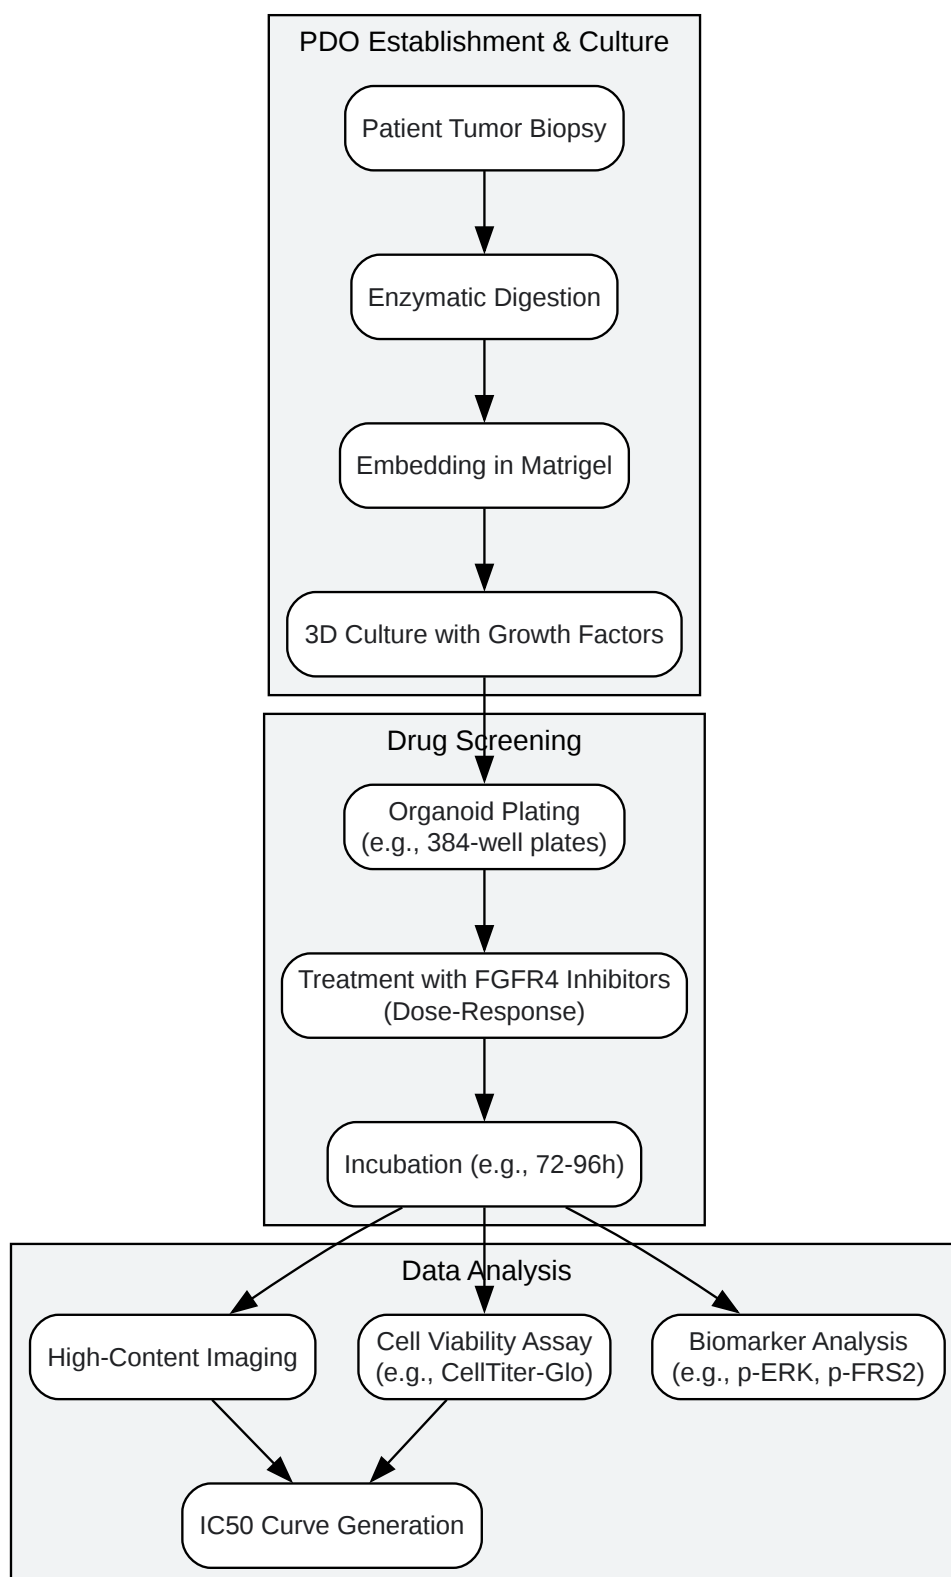 PDO Establishment & Culture
Patient Tumor Biopsy
Enzymatic Digestion
Embedding in Matrigel
3D Culture with Growth Factors
Drug Screening
Organoid Plating
(e.g., 384-well plates)
Treatment with FGFR4 Inhibitors
(Dose-Response)
Incubation (e.g., 72-96h)
Data Analysis
High-Content Imaging
Cell Viability Assay
(e.g., CellTiter-Glo)
Biomarker Analysis
(e.g., p-ERK, p-FRS2)
IC50 Curve Generation